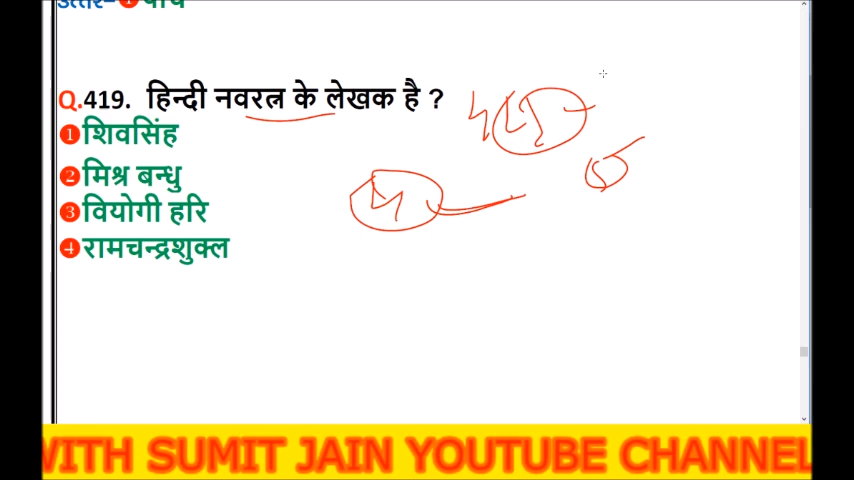 Q.419. हिन्दी नवरत्न के लेखक है ?
❶शिवसिंह
❷मिश्र बन्धु
❸वियोगी हरि
❹रामचन्द्रशुक्ल
WITH SUMIT JAIN YOUTUBE CHANNEL